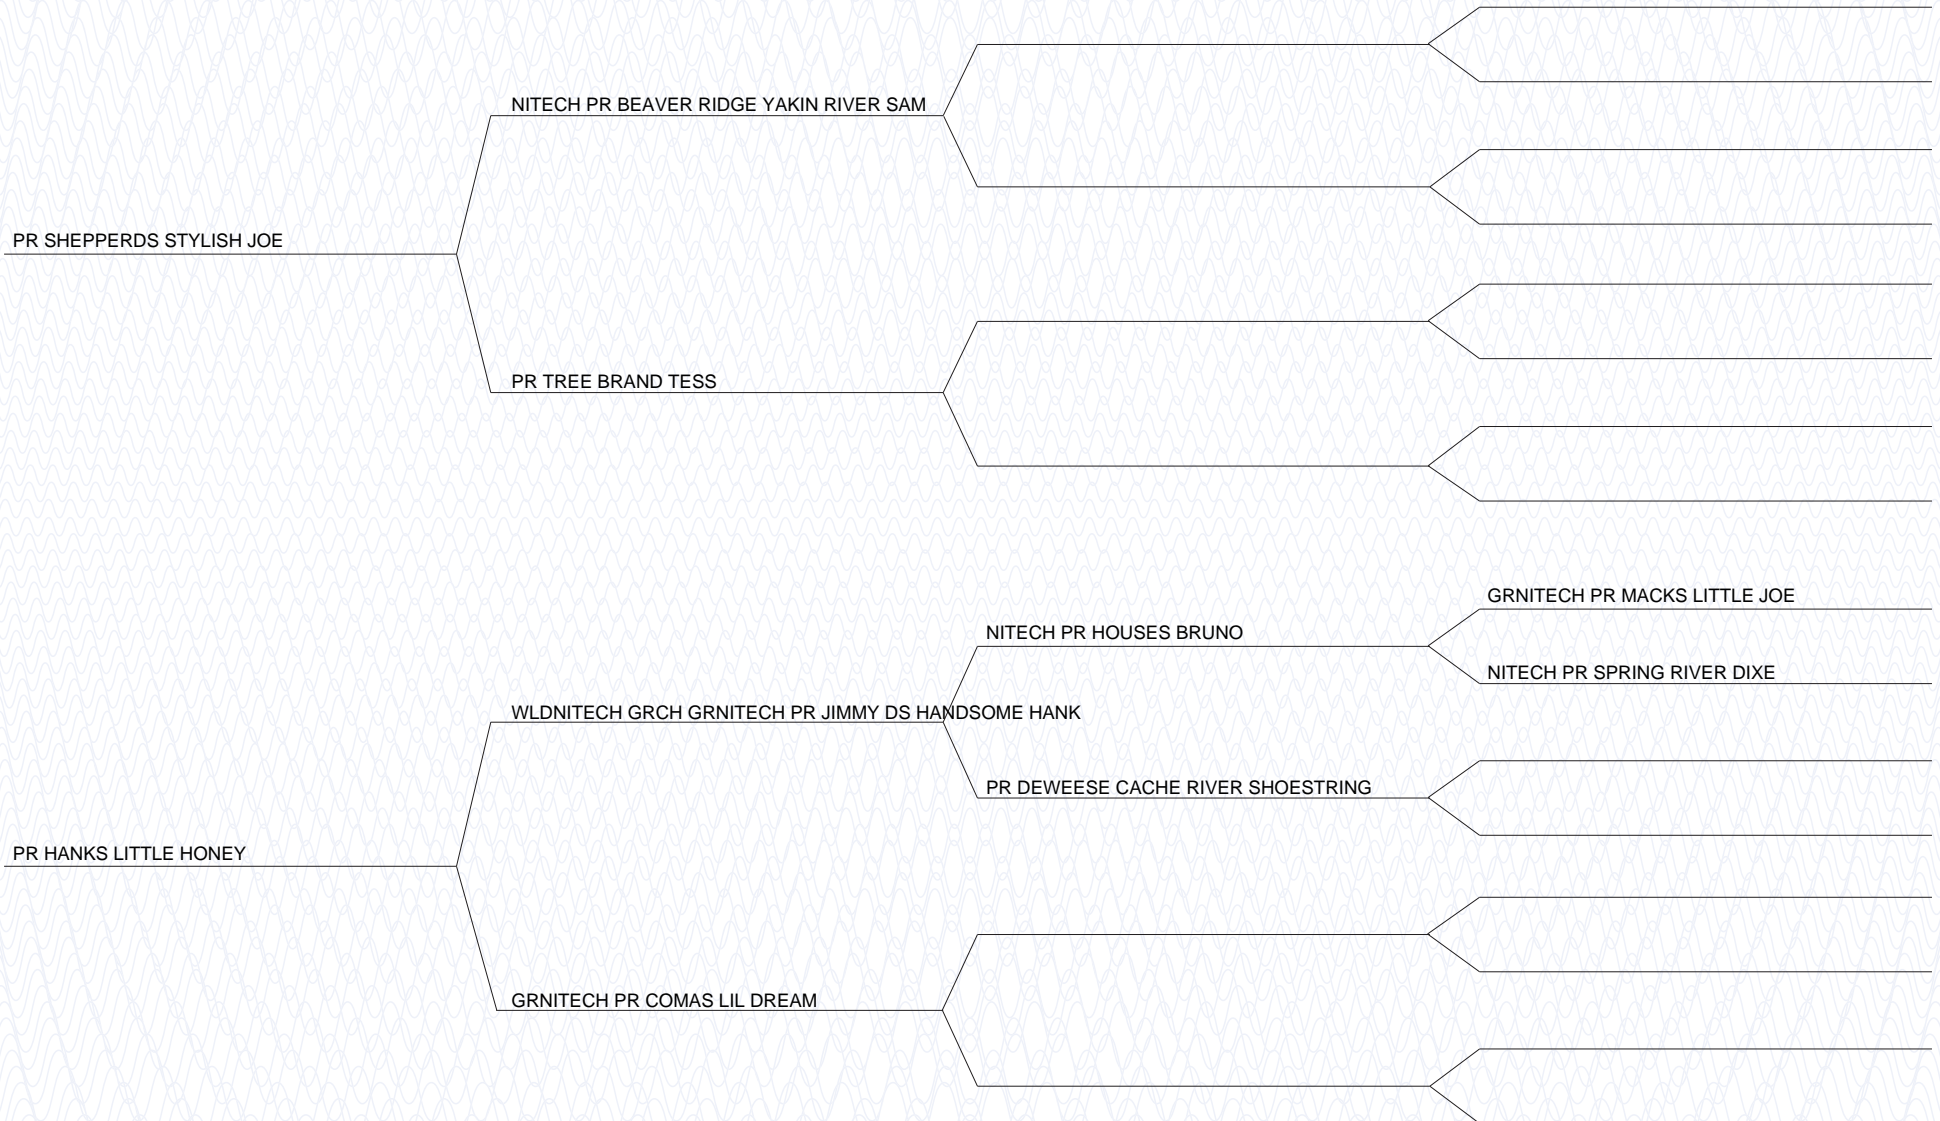 NITECH PR BEAVER RIDGE YAKIN RIVER SAM
PR SHEPPERDS STYLISH JOE
PR TREE BRAND TESS
GRNITECH PR MACKS LITTLE JOE
NITECH PR HOUSES BRUNO
NITECH PR SPRING RIVER DIXE
WLDNITECH GRCH GRNITECH PR JIMMY DS HANDSOME HANK
PR DEWEESE CACHE RIVER SHOESTRING
PR HANKS LITTLE HONEY
GRNITECH PR COMAS LIL DREAM